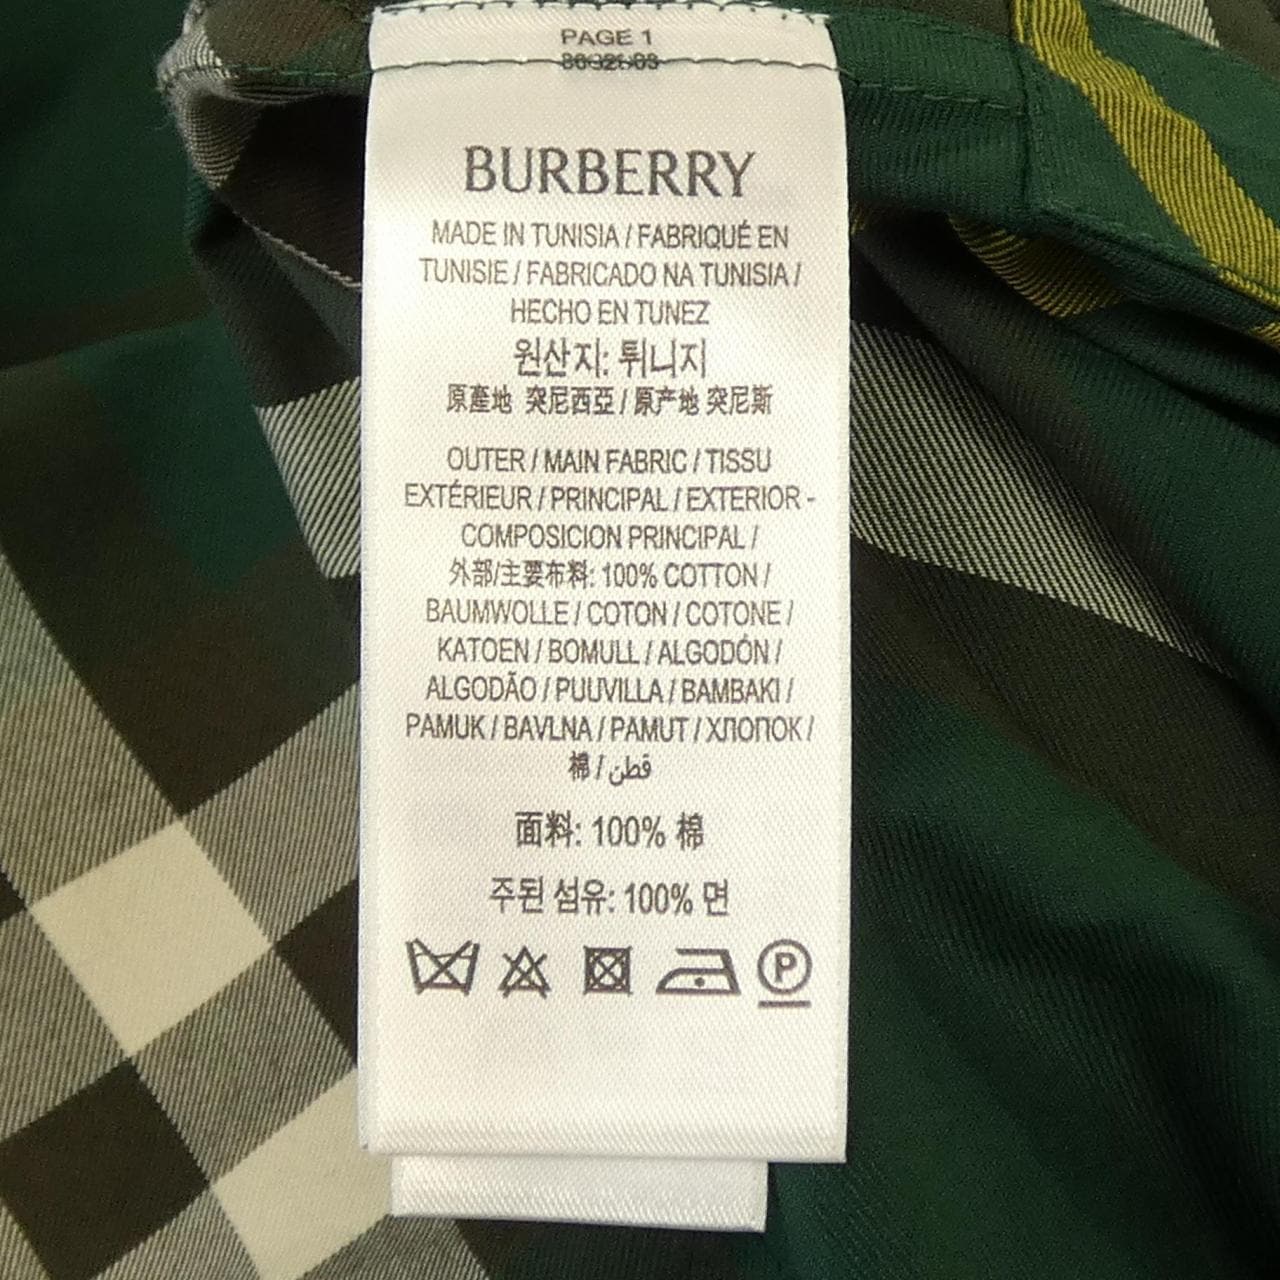 PAGE 1
BURBERRY
MADE IN TUNISIA / FABRIQUÉ EN
TUNISIE / FABRICADO NA TUNISIA /
HECHO EN TUNEZ
원산지: 튀니지
原產地 突尼西亞 / 原产地 突尼斯
OUTER / MAIN FABRIC / TISSU
EXTÉRIEUR / PRINCIPAL / EXTERIOR -
COMPOSICION PRINCIPAL /
外部/主要布料: 100% COTTON /
BAUMWOLLE / COTON / COTONE /
KATOEN / BOMULL / ALGODÓN /
ALGODÃO / PUUVILLA / BAMBAKI /
PAMUK / BAVLNA / PAMUT / ХЛОПОК /
棉 / قطن
面料: 100% 棉
주된 섬유: 100% 면
P